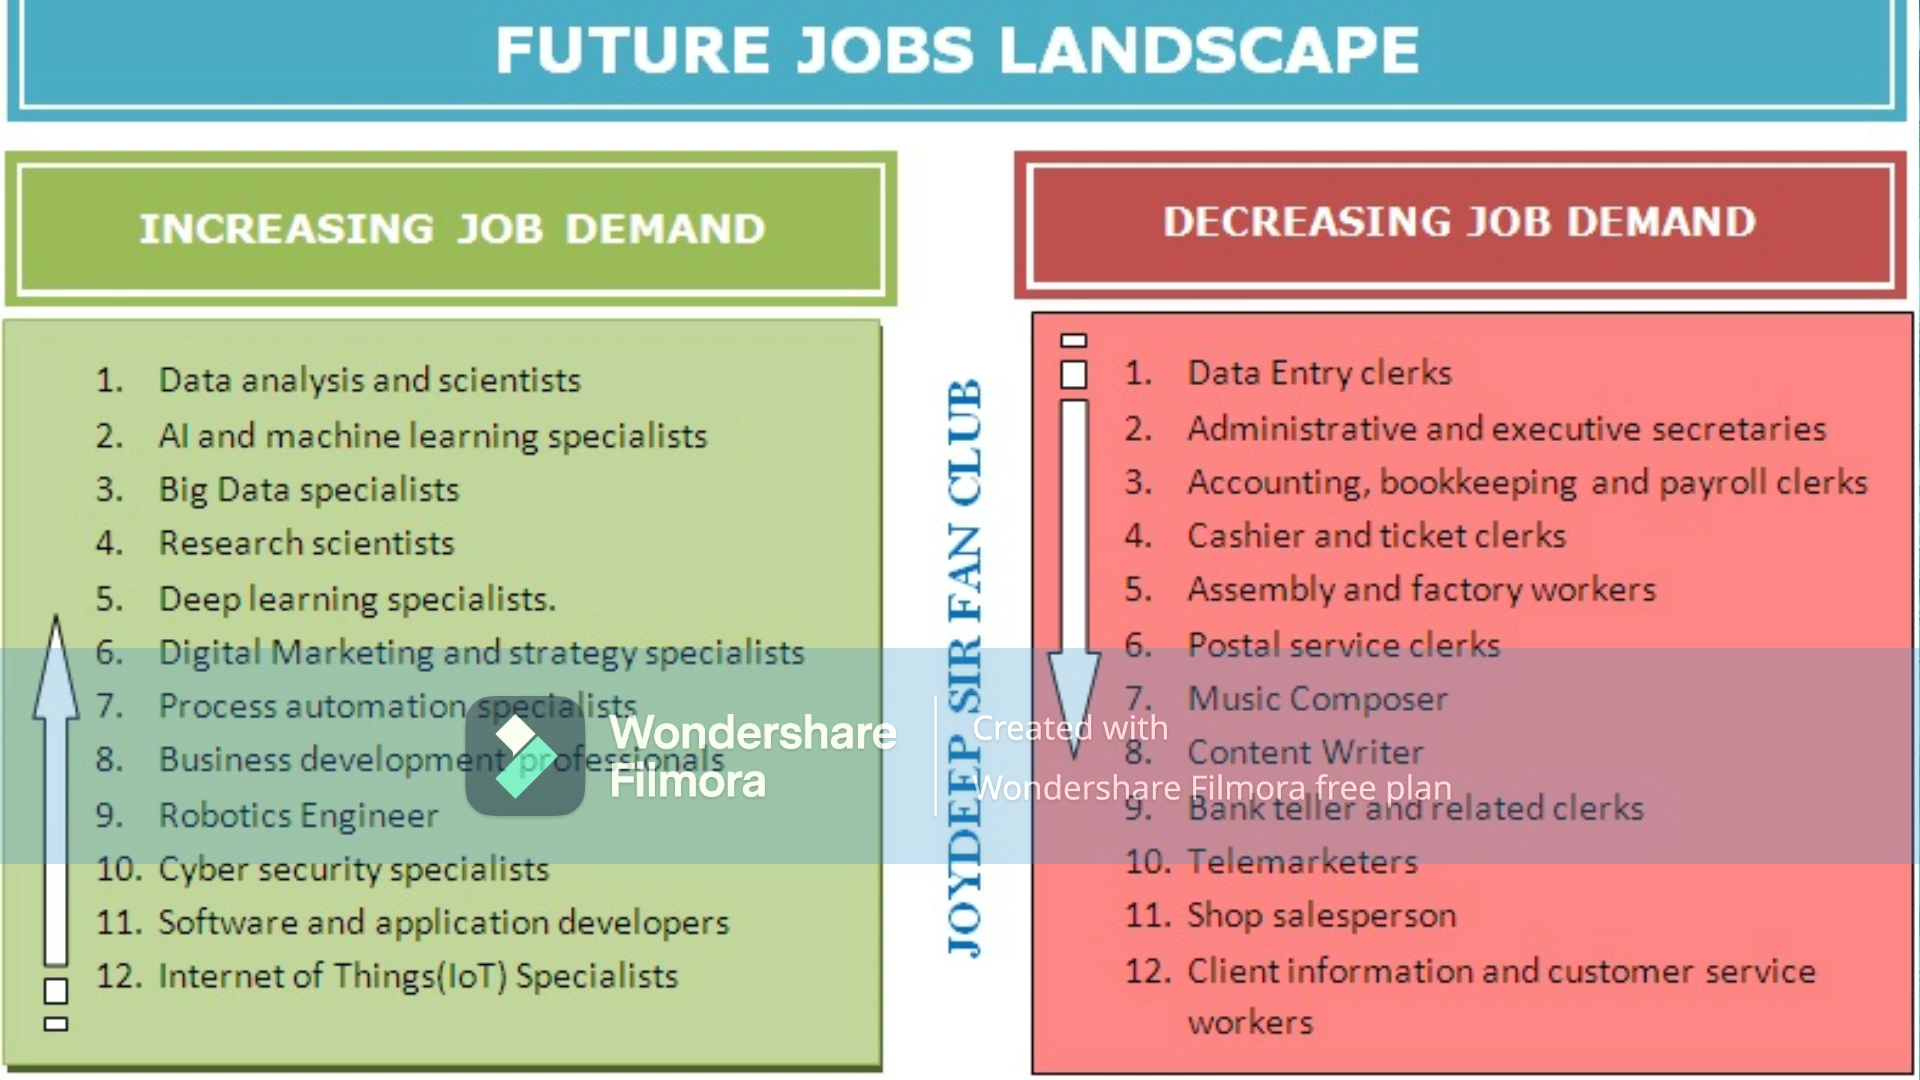 FUTURE JOBS LANDSCAPE
INCREASING JOB DEMAND
1. Data analysis and scientists
2. AI and machine learning specialists
3. Big Data specialists
4. Research scientists
5. Deep learning specialists.
6. Digital Marketing and strategy specialists
7. Process automation specialists
8. Business development professionals
9. Robotics Engineer
10. Cyber security specialists
11. Software and application developers
12. Internet of Things(IoT) Specialists
JOYDEEP SIR FAN CLUB
DECREASING JOB DEMAND
1. Data Entry clerks
2. Administrative and executive secretaries
3. Accounting, bookkeeping and payroll clerks
4. Cashier and ticket clerks
5. Assembly and factory workers
6. Postal service clerks
7. Music Composer
8. Content Writer
9. Bank teller and related clerks
10. Telemarketers
11. Shop salesperson
12. Client information and customer service
workers
Wondershare
Filmora
Created with
Wondershare Filmora free plan